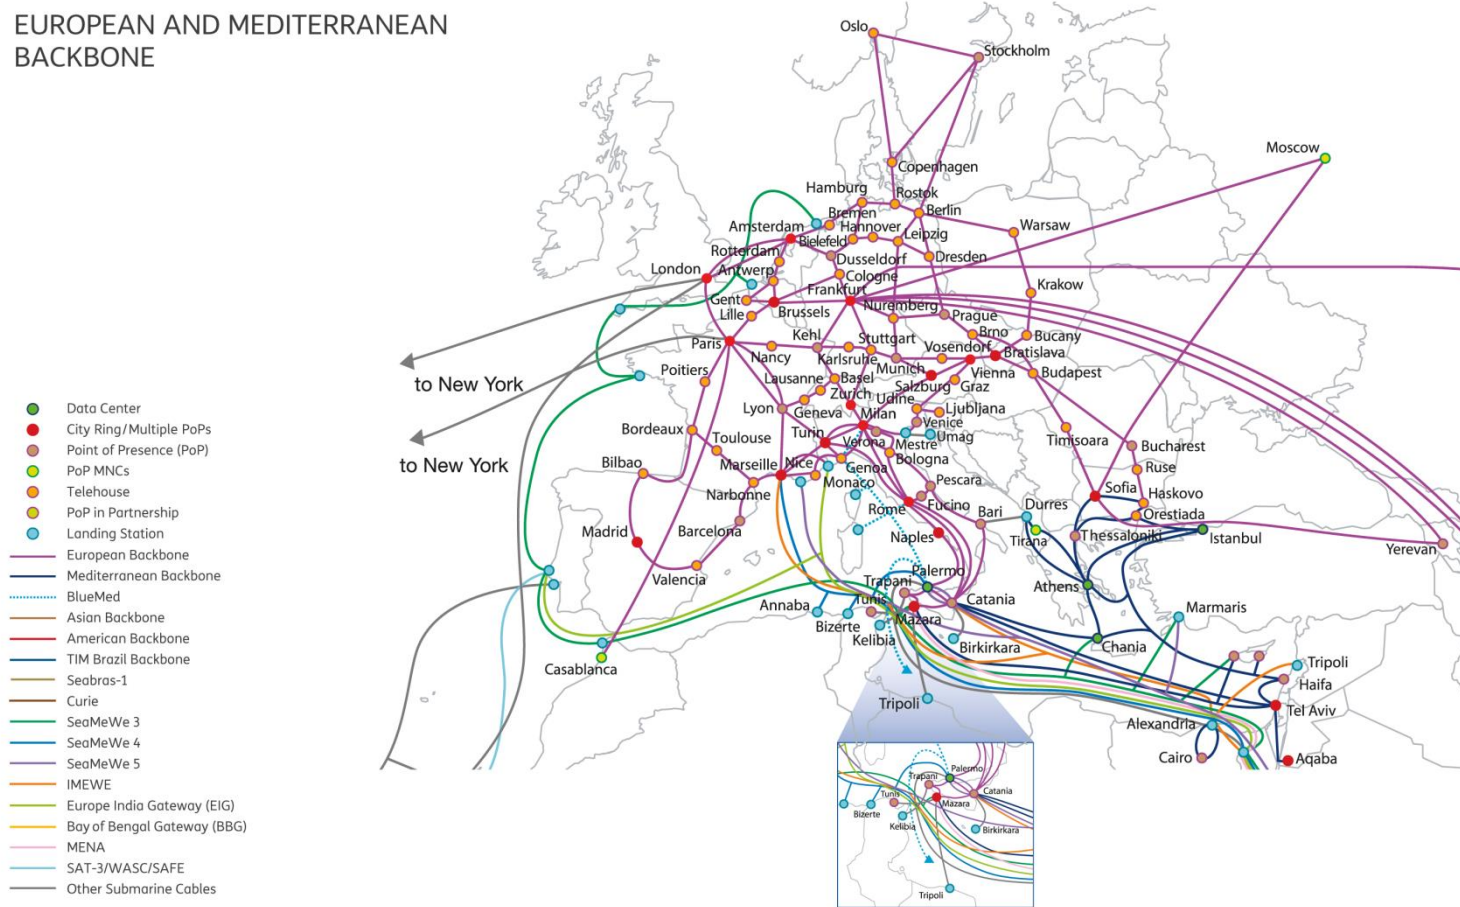 EUROPEAN AND MEDITERRANEAN
BACKBONE
Oslo
Stockholm
Moscow
Copenhagen
Hamburg
Rostok
Bremen
Berlin
Amsterdam
Hannover
Warsaw
Bielefeld
Leipzig
Rotterdam
Dusseldorf
Dresden
London
Antwerp
Cologne
Frankfurt
Krakow
Gent
Nuremberg
Lille
Brussels
Prague
Kehl
Stuttgart
Brno
Bucany
Paris
Vosendorf
Bratislava
Nancy
Karlsruhe
Munich
Vienna
to New York
Poitiers
Lausanne
Basel
Salzburg
Graz
Budapest
Zurich
Udine
Lyon
Geneva
Milan
Ljubljana
Venice
Bordeaux
Turin
Verona
Umag
Timisoara
Toulouse
Mestre
Bucharest
to New York
Bilbao
Marseille
Nice
Genoa
Bologna
Ruse
Narbonne
Monaco
Pescara
Sofia
Haskovo
Rome
Fucino
Durres
Orestiada
Barcelona
Bari
Madrid
Naples
Tirana
Thessaloniki
Istanbul
Yerevan
Valencia
Palermo
Trapani
Athens
Annaba
Tunis
Catania
Marmaris
Bizerte
Mazara
Kelibia
Birkirkara
Chania
Casablanca
Tripoli
Haifa
Tripoli
Tel Aviv
Alexandria
Cairo
Aqaba
Data Center
City Ring/Multiple PoPs
Point of Presence (PoP)
PoP MNCs
Telehouse
PoP in Partnership
Landing Station
European Backbone
Mediterranean Backbone
BlueMed
Asian Backbone
American Backbone
TIM Brazil Backbone
Seabras-1
Curie
SeaMeWe 3
SeaMeWe 4
SeaMeWe 5
IMEWE
Europe India Gateway (EIG)
Bay of Bengal Gateway (BBG)
MENA
SAT-3/WASC/SAFE
Other Submarine Cables
Palermo
Trapani
Tunis
Catania
Mazara
Bizerte
Kelibia
Birkirkara
Tripoli